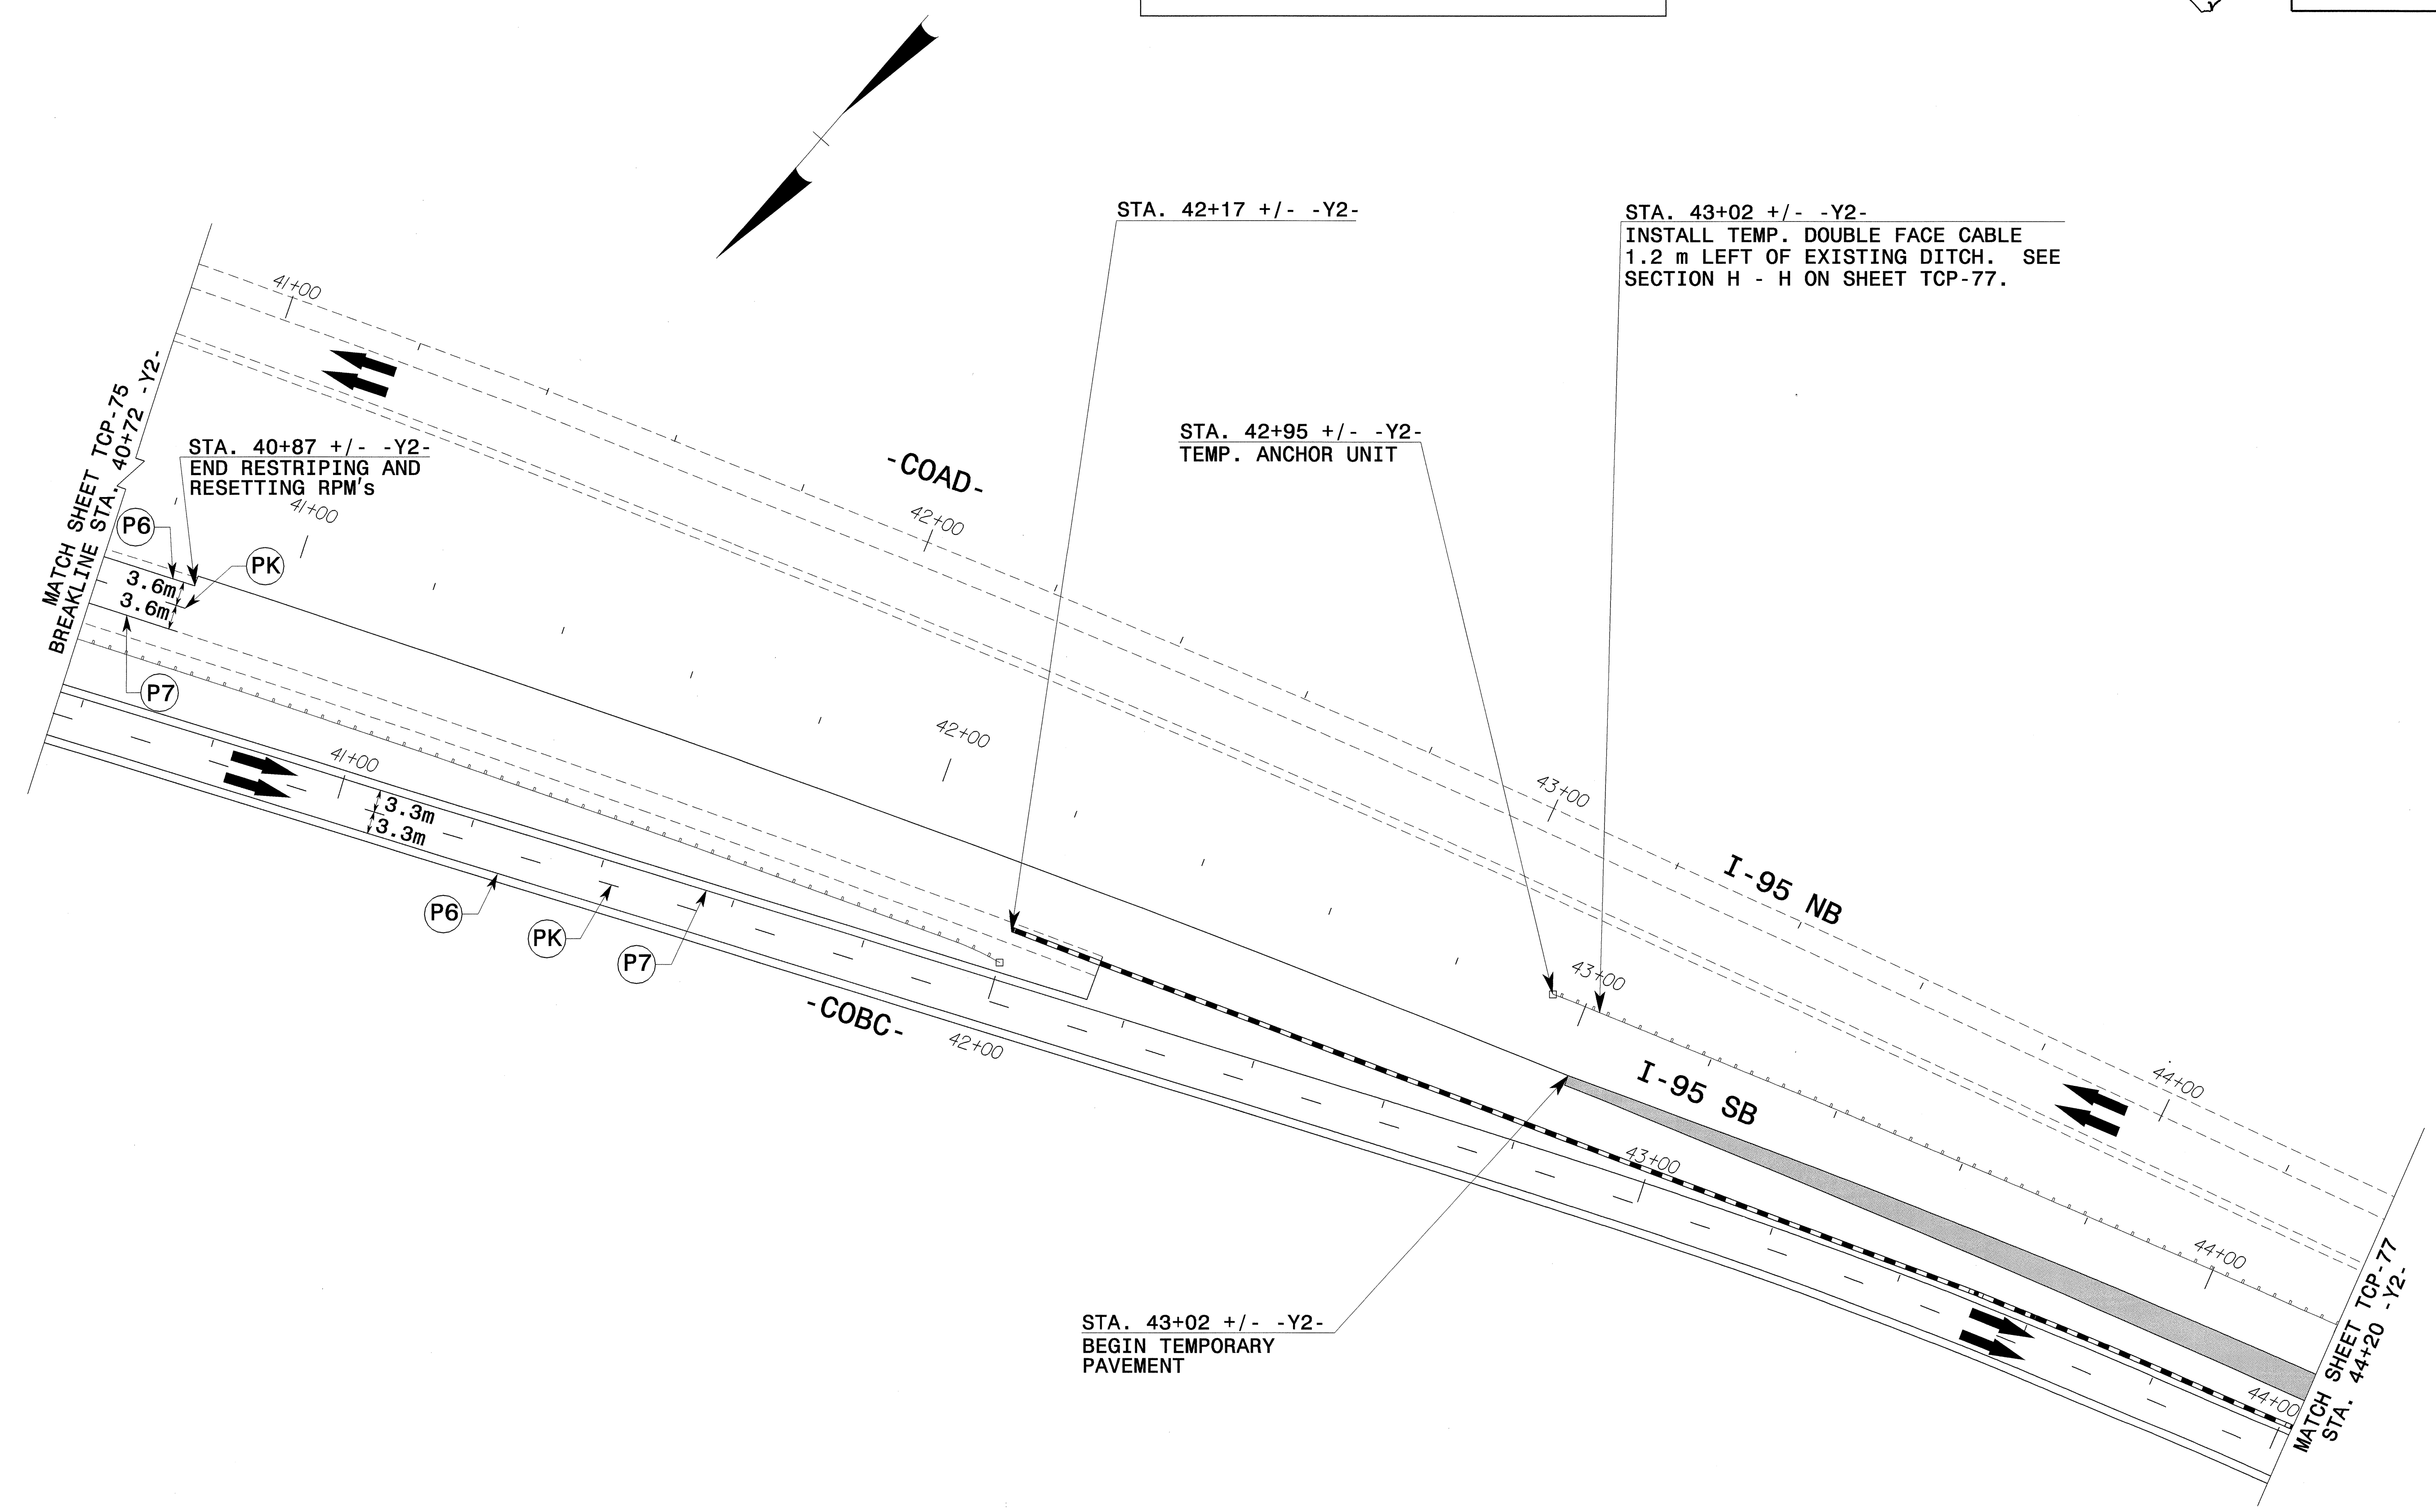 STA. 42+17 +/- -Y2-
STA. 43+02 +/- -Y2-
INSTALL TEMP. DOUBLE FACE CABLE
1.2 m LEFT OF EXISTING DITCH. SEE
SECTION H - H ON SHEET TCP-77.
41+00
MATCH SHEET TCP-75
BREAKLINE STA. 40+72 -Y2-
STA. 40+87 +/- -Y2-
END RESTRIPING AND
RESETTING RPM's
41+00
P6
PK
3.6m
3.6m
P7
-COAD-
42+00
STA. 42+95 +/- -Y2-
TEMP. ANCHOR UNIT
42+00
41+00
3.3m
3.3m
43+00
I-95 NB
P6
PK
P7
-COBC-
42+00
43+00
I-95 SB
44+00
43+00
44+00
STA. 43+02 +/- -Y2-
BEGIN TEMPORARY
PAVEMENT
44+00
MATCH SHEET TCP-77
STA. 44+20 -Y2-